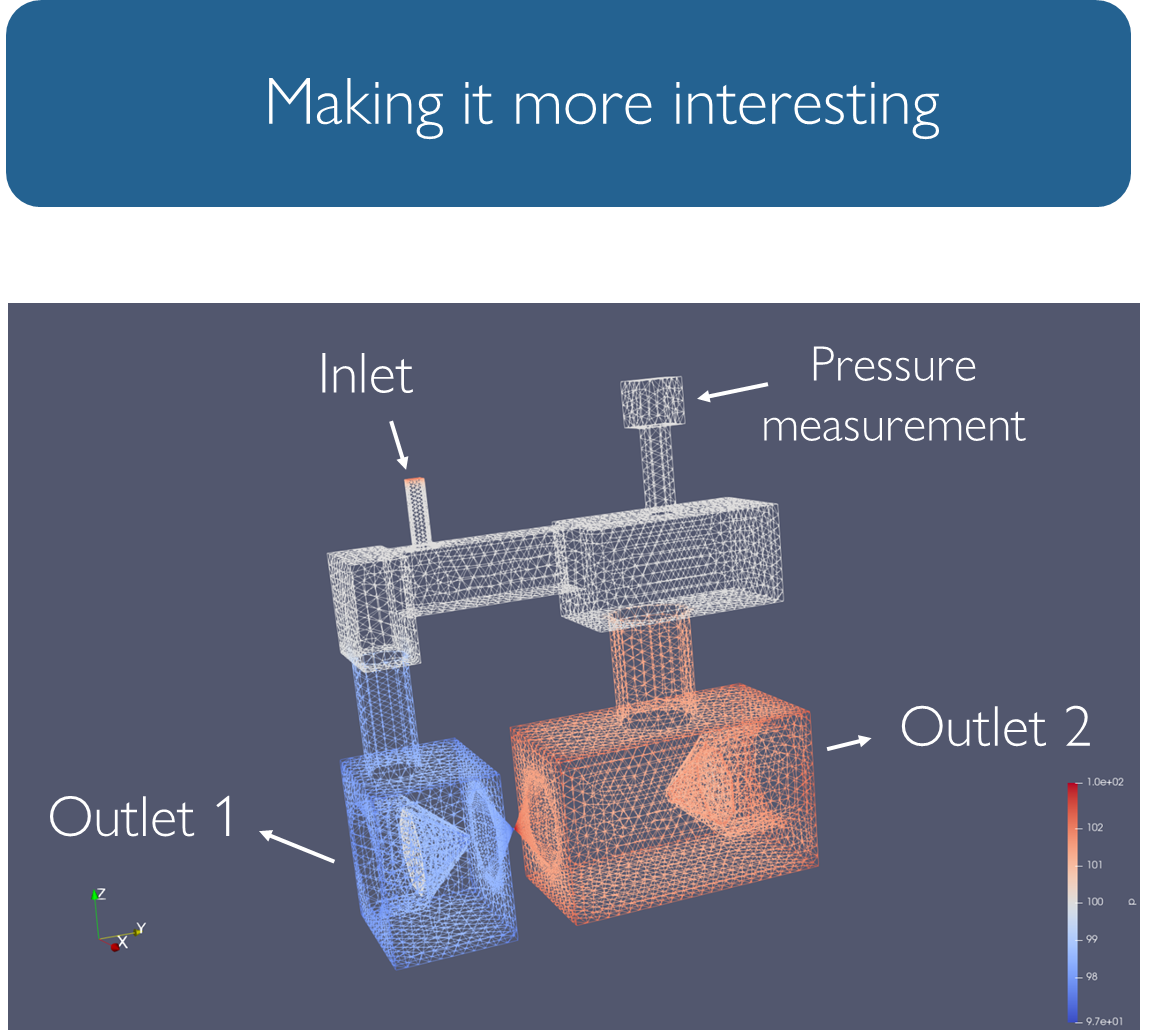 Making it more interesting
Inlet
Pressure
measurement
Outlet 2
Outlet 1
1.0e+02
102
101
100
99
98
9.7e+01
p
Z
Y
X